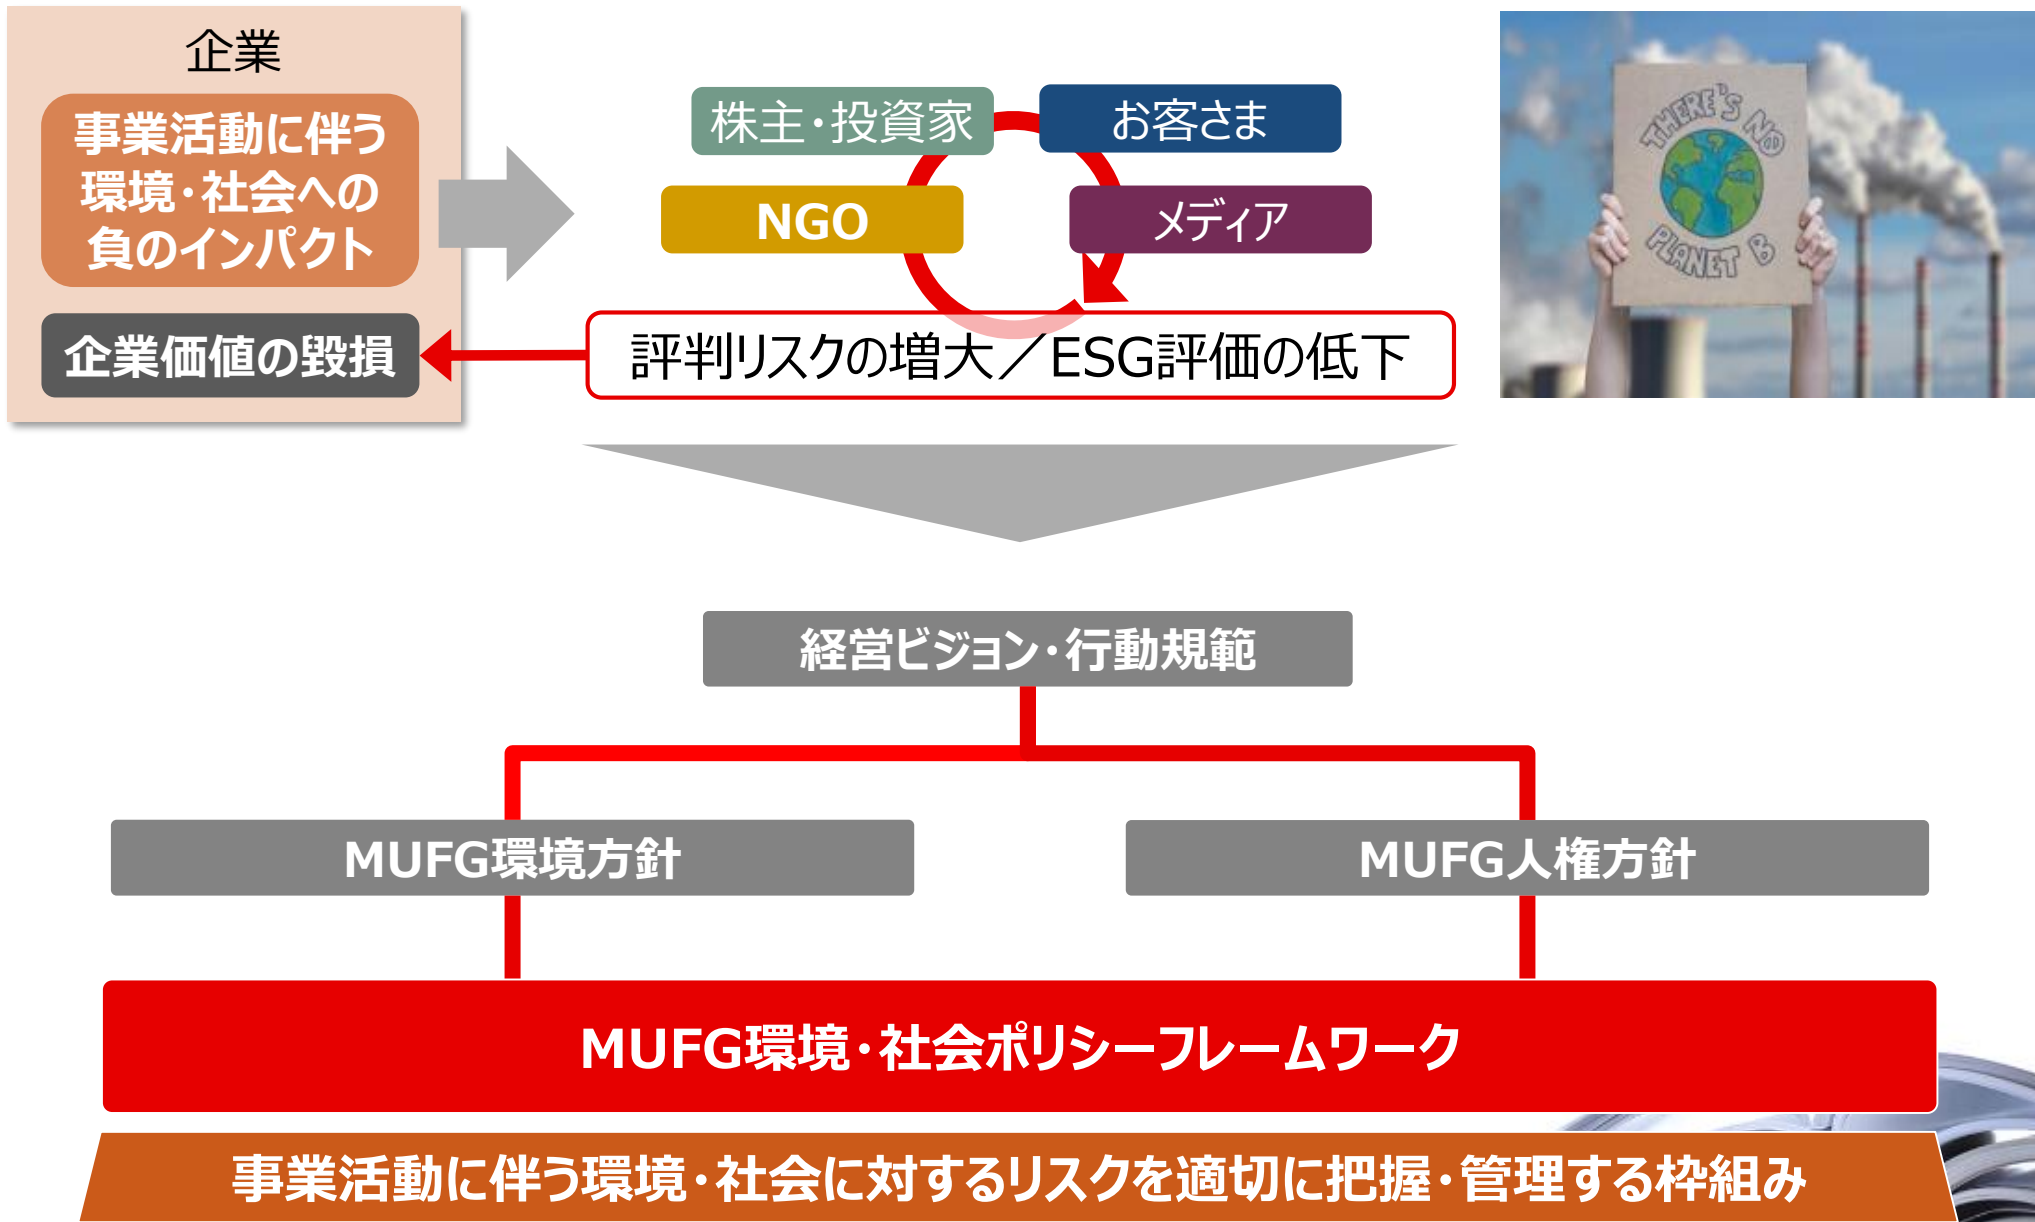 企業
事業活動に伴う
環境・社会への
負のインパクト
企業価値の毀損
株主・投資家
お客さま
NGO
メディア
評判リスクの増大／ESG評価の低下
THERE'S NO
PLANET B
経営ビジョン・行動規範
MUFG環境方針
MUFG人権方針
MUFG環境・社会ポリシーフレームワーク
事業活動に伴う環境・社会に対するリスクを適切に把握・管理する枠組み